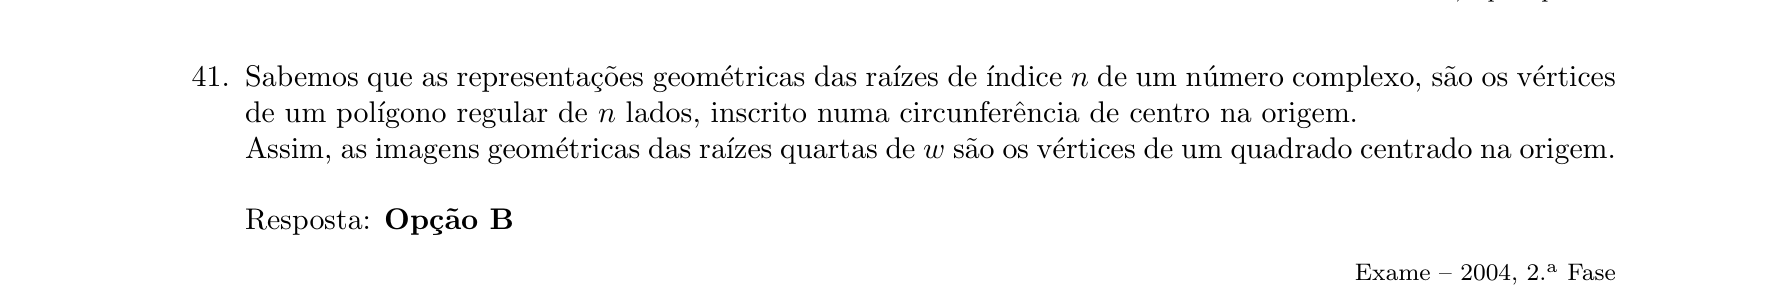 41. Sabemos que as representações geométricas das raízes de índice n de um número complexo, são os vértices
de um polígono regular de n lados, inscrito numa circunferência de centro na origem.
Assim, as imagens geométricas das raízes quartas de w são os vértices de um quadrado centrado na origem.
Resposta: Opção B
Exame – 2004, 2.ª Fase